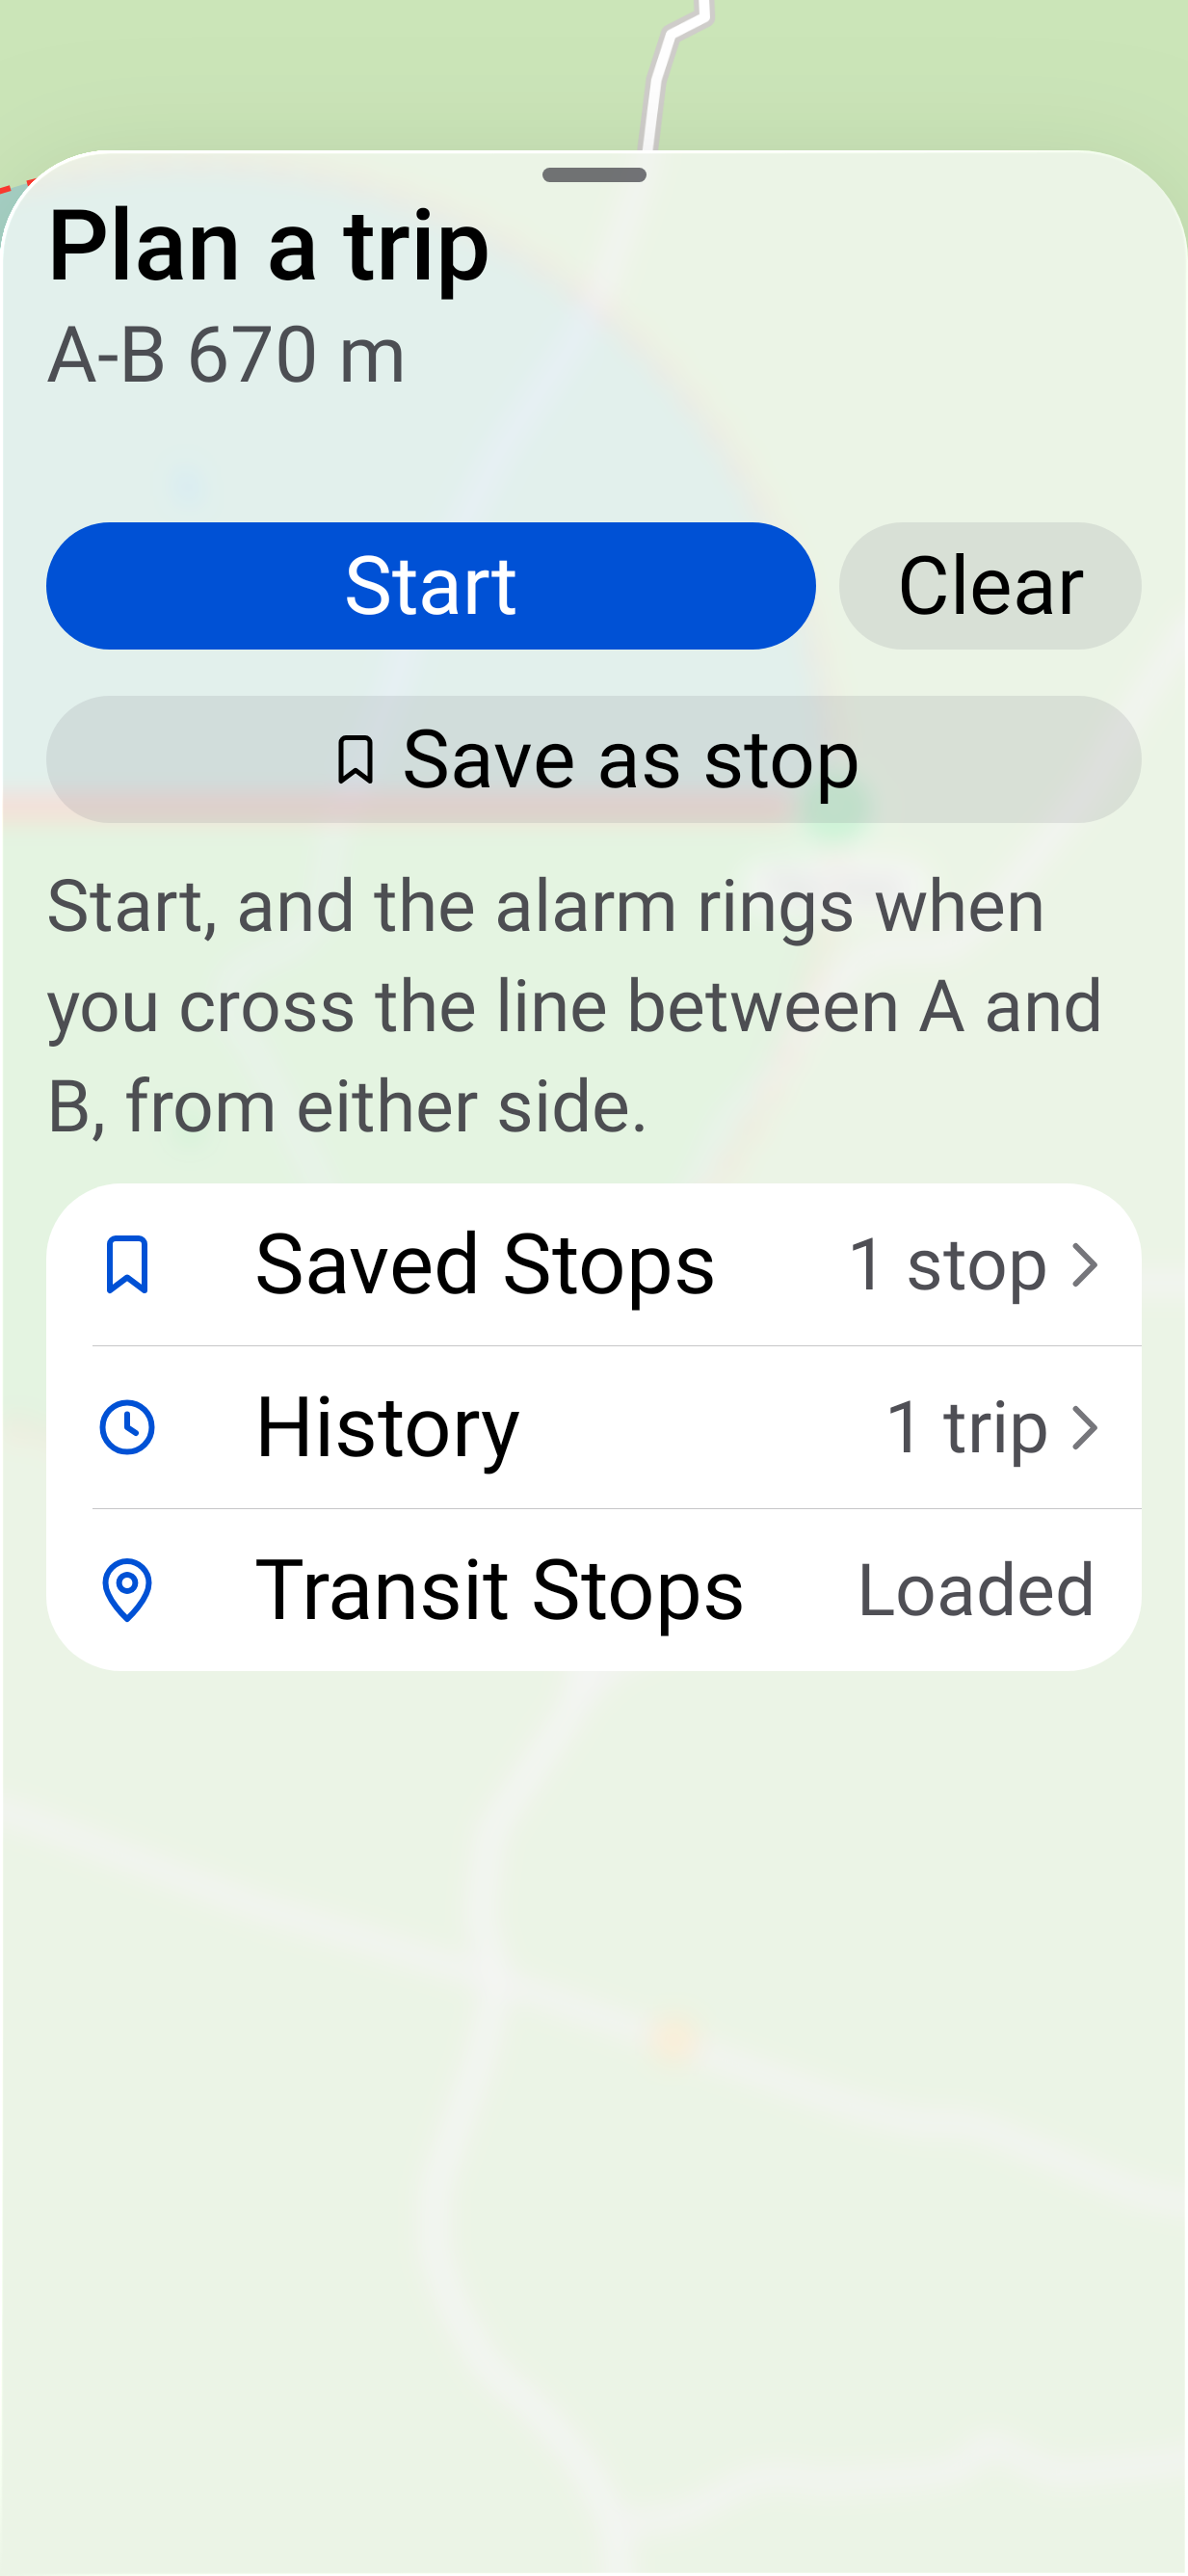 Plan a trip
A-B 670 m
Start
Clear
Save as stop
Start, and the alarm rings when
you cross the line between A and
B, from either side.
Saved Stops 1 stop
History 1 trip
Transit Stops Loaded